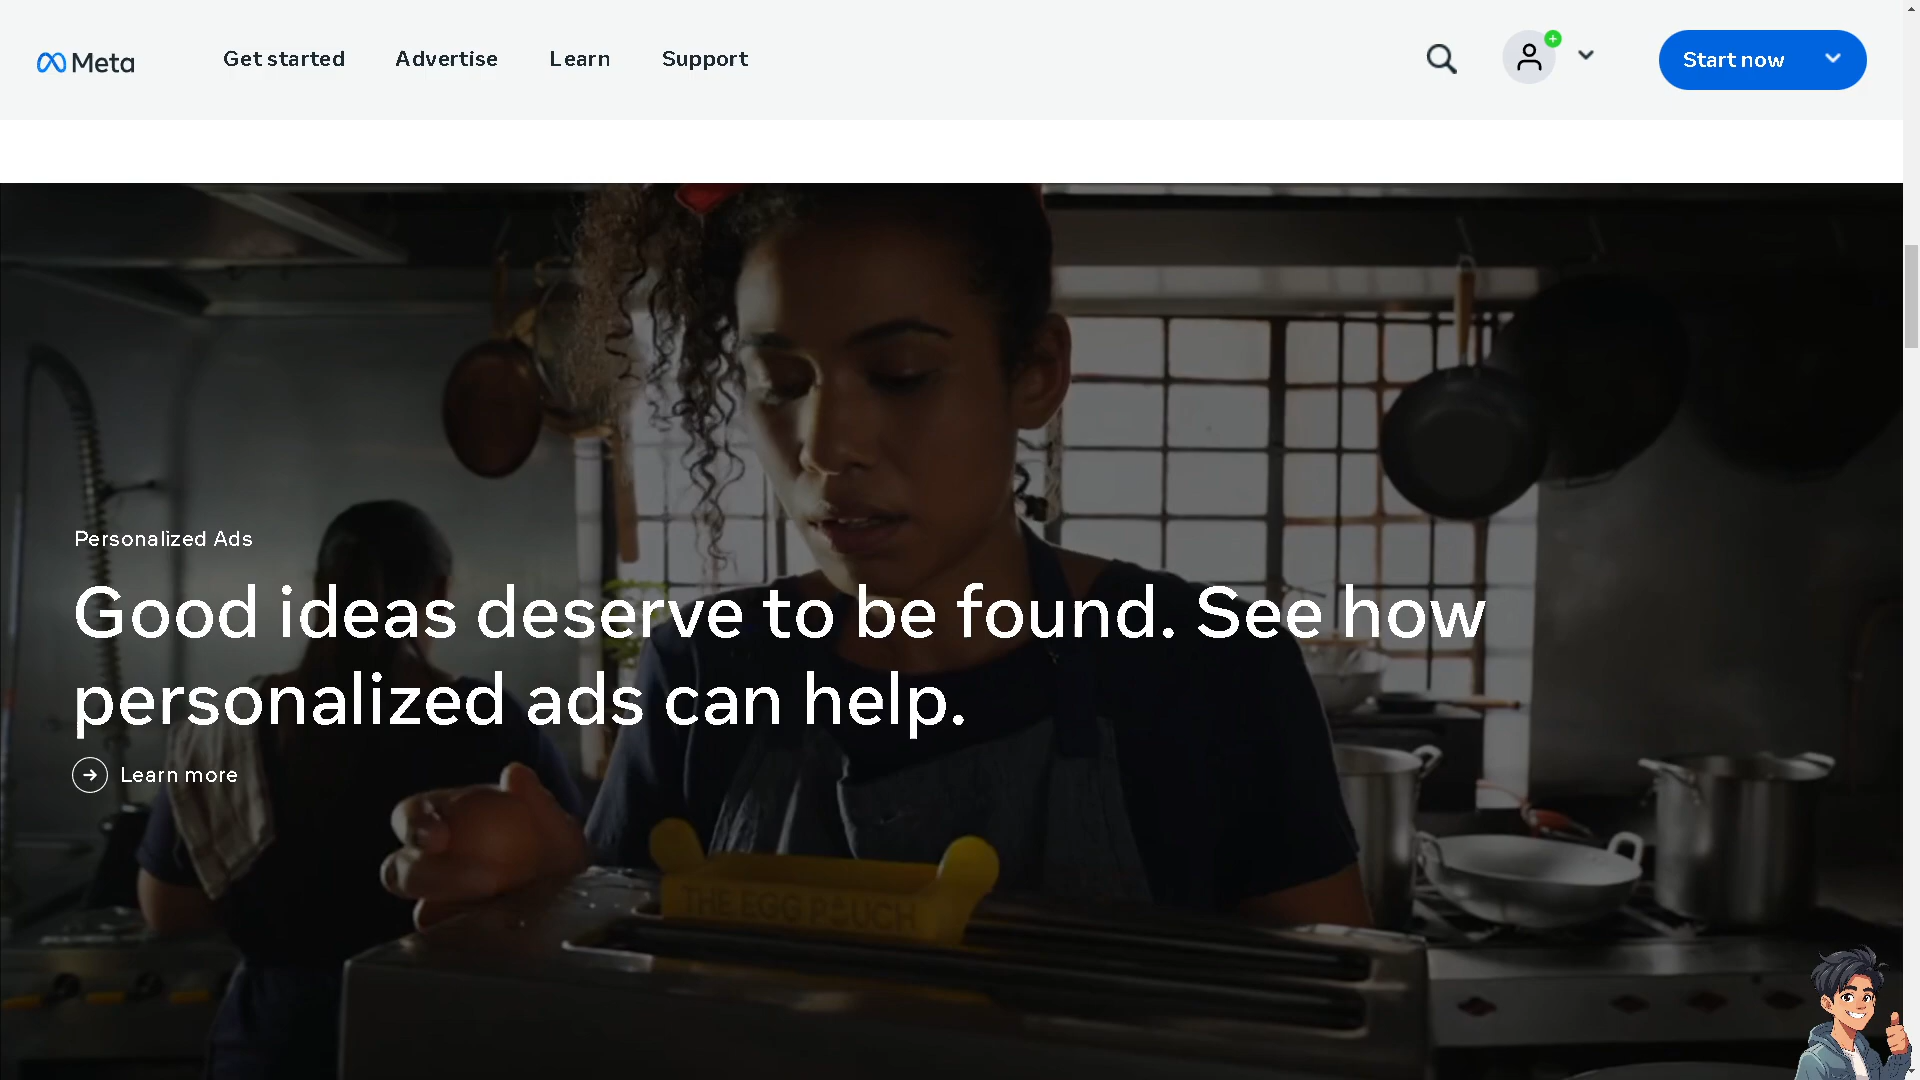 Meta
Get started
Advertise
Learn
Support
Start now
Personalized Ads
Good ideas deserve to be found. See how
personalized ads can help.
Learn more
THE EGG POUCH